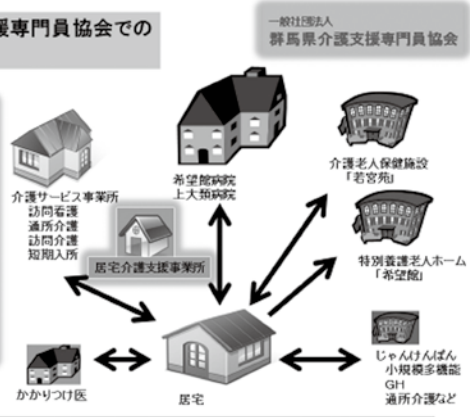 援専門員協会での
一般社団法人
群馬県介護支援専門員協会
希望館病院
上大類病院
介護老人保健施設
「若宮苑」
介護サービス事業所
訪問看護
通所介護
訪問介護
短期入所
居宅介護支援事業所
特別養護老人ホーム
「希望館」
かかりつけ医
居宅
じゃんけんぽん
小規模多機能
GH
通所介護など